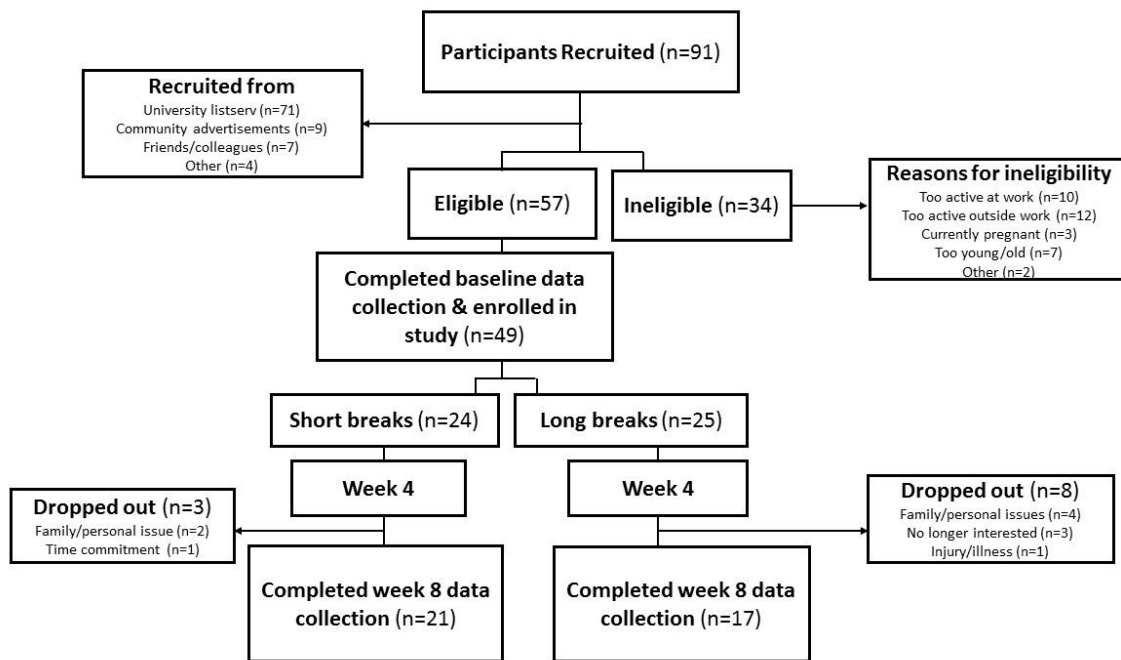 Participants Recruited (n=91)
Recruited from
University listserv (n=71)
Community advertisements (n=9)
Friends/colleagues (n=7)
Other (n=4)
Eligible (n=57)
Ineligible (n=34)
Reasons for ineligibility
Too active at work (n=10)
Too active outside work (n=12)
Currently pregnant (n=3)
Too young/old (n=7)
Other (n=2)
Completed baseline data
collection & enrolled in
study (n=49)
Short breaks (n=24)
Long breaks (n=25)
Week 4
Week 4
Dropped out (n=3)
Family/personal issue (n=2)
Time commitment (n=1)
Dropped out (n=8)
Family/personal issues (n=4)
No longer interested (n=3)
Injury/illness (n=1)
Completed week 8 data
collection (n=21)
Completed week 8 data
collection (n=17)